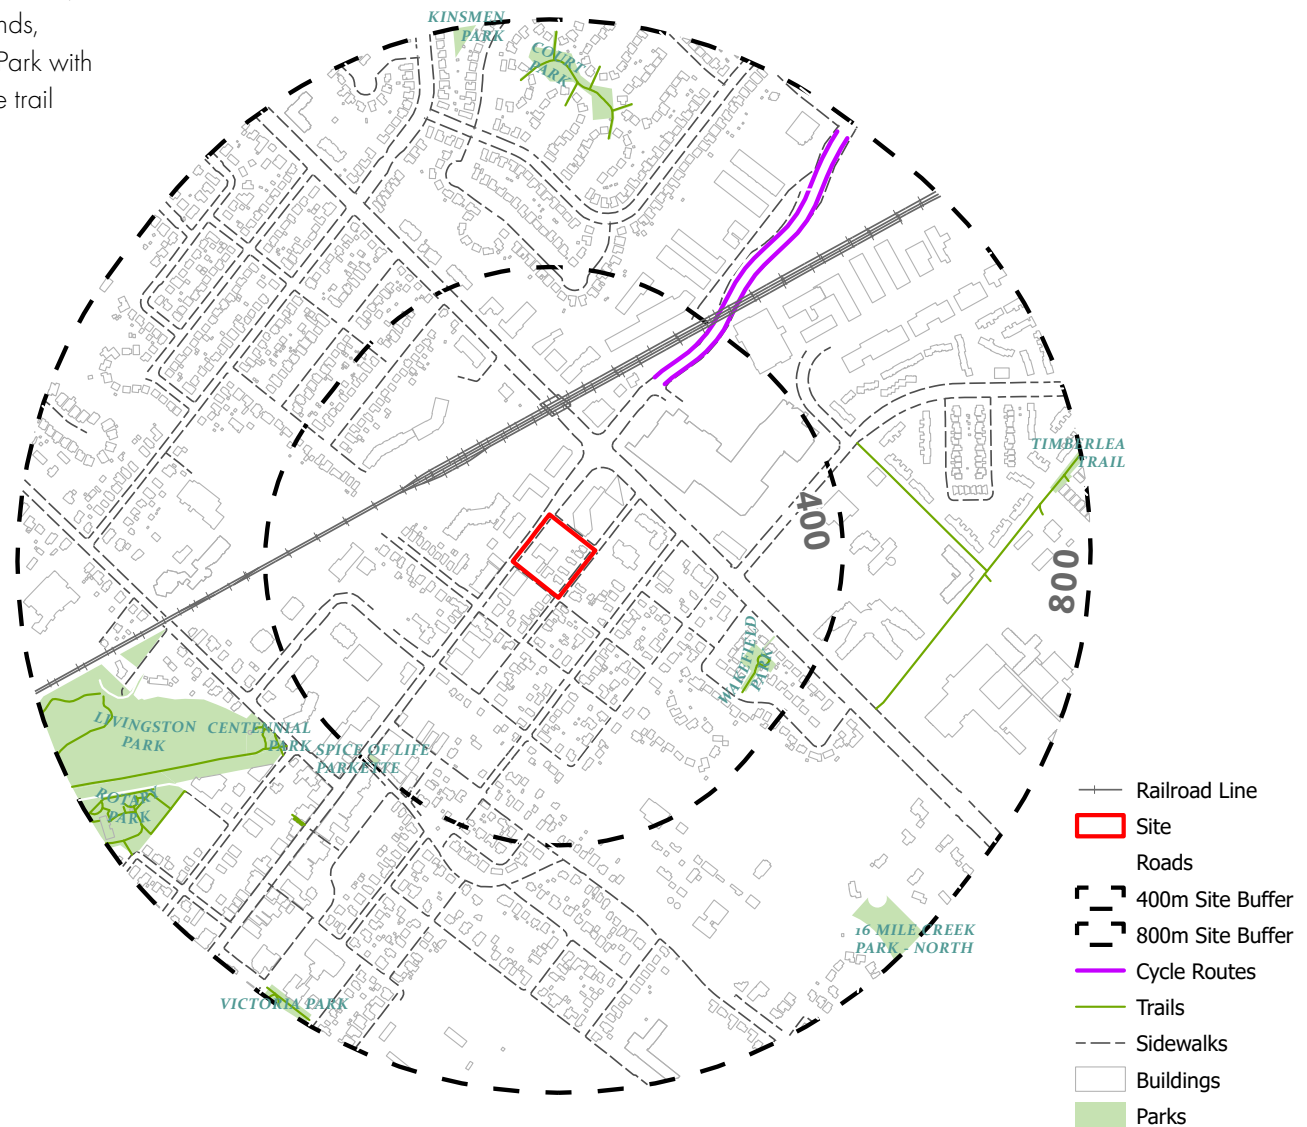 nds,
Park with
e trail
KINSMEN
PARK
COURT
PARK
TIMBERLEA
TRAIL
400
800
WAKEFIELD
PARK
LIVINGSTON
PARK
CENTENNIAL
PARK
SPICE OF LIFE
PARKETTE
ROTARY
PARK
16 MILE CREEK
PARK - NORTH
VICTORIA PARK
Railroad Line
Site
Roads
400m Site Buffer
800m Site Buffer
Cycle Routes
Trails
Sidewalks
Buildings
Parks